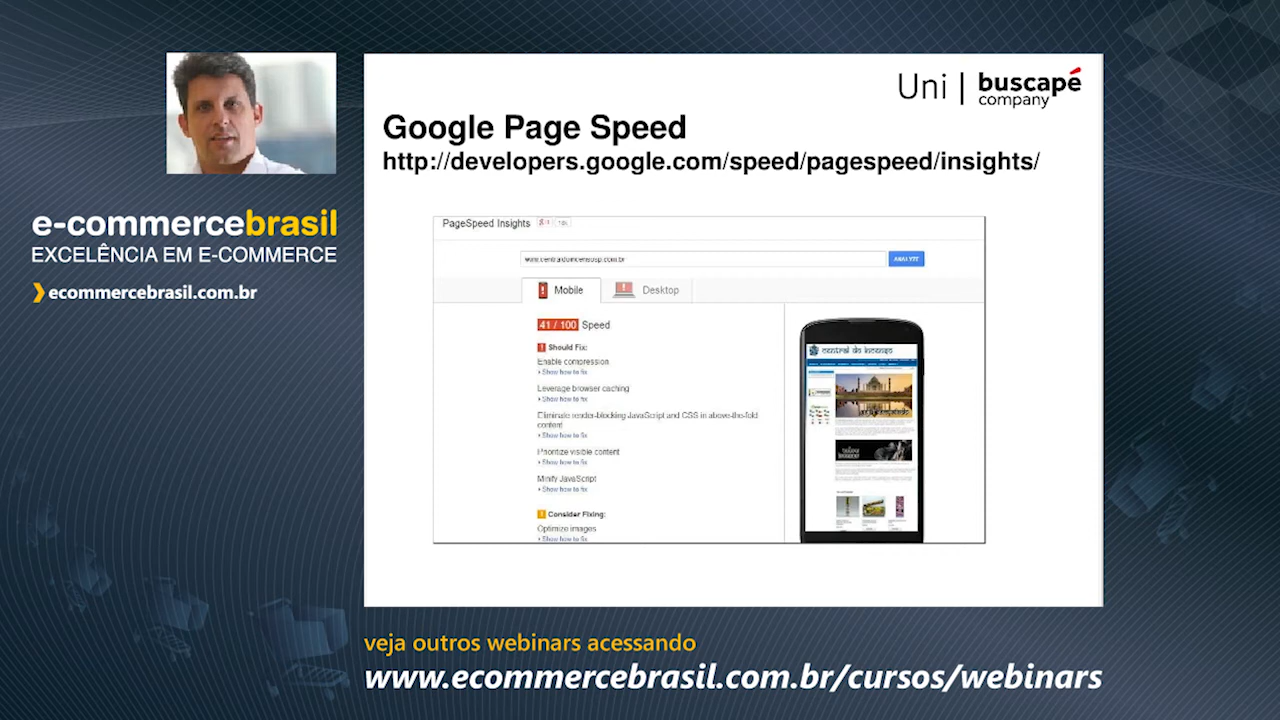 Uni | buscapé
company
Google Page Speed
http://developers.google.com/speed/pagespeed/insights/
e-commercebrasil
EXCELÊNCIA EM E-COMMERCE
ecommercebrasil.com.br
PageSpeed Insights
ANALYZE
Mobile
Desktop
41 / 100 Speed
Should Fix:
Enable compression
Show how to fix
Leverage browser caching
Show how to fix
Eliminate render-blocking JavaScript and CSS in above-the-fold
content
Show how to fix
Prioritize visible content
Show how to fix
Minify JavaScript
Show how to fix
Consider Fixing:
Optimize images
Show how to fix
central do incenso
veja outros webinars acessando
www.ecommercebrasil.com.br/cursos/webinars